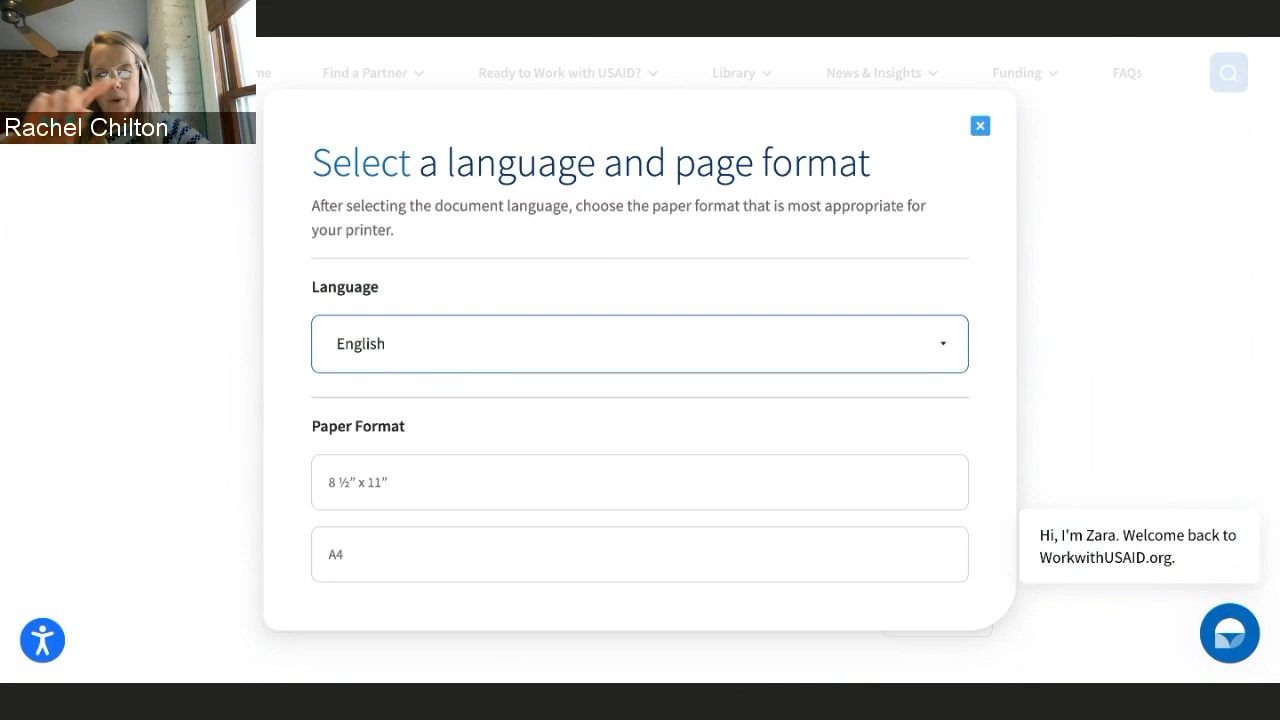 me
Find a Partner
Ready to Work with USAID?
Library
News & Insights
Funding
FAQs
Rachel Chilton
Select a language and page format
After selecting the document language, choose the paper format that is most appropriate for
your printer.
Language
English
Paper Format
8 ½” x 11”
A4
Hi, I'm Zara. Welcome back to
WorkwithUSAID.org.